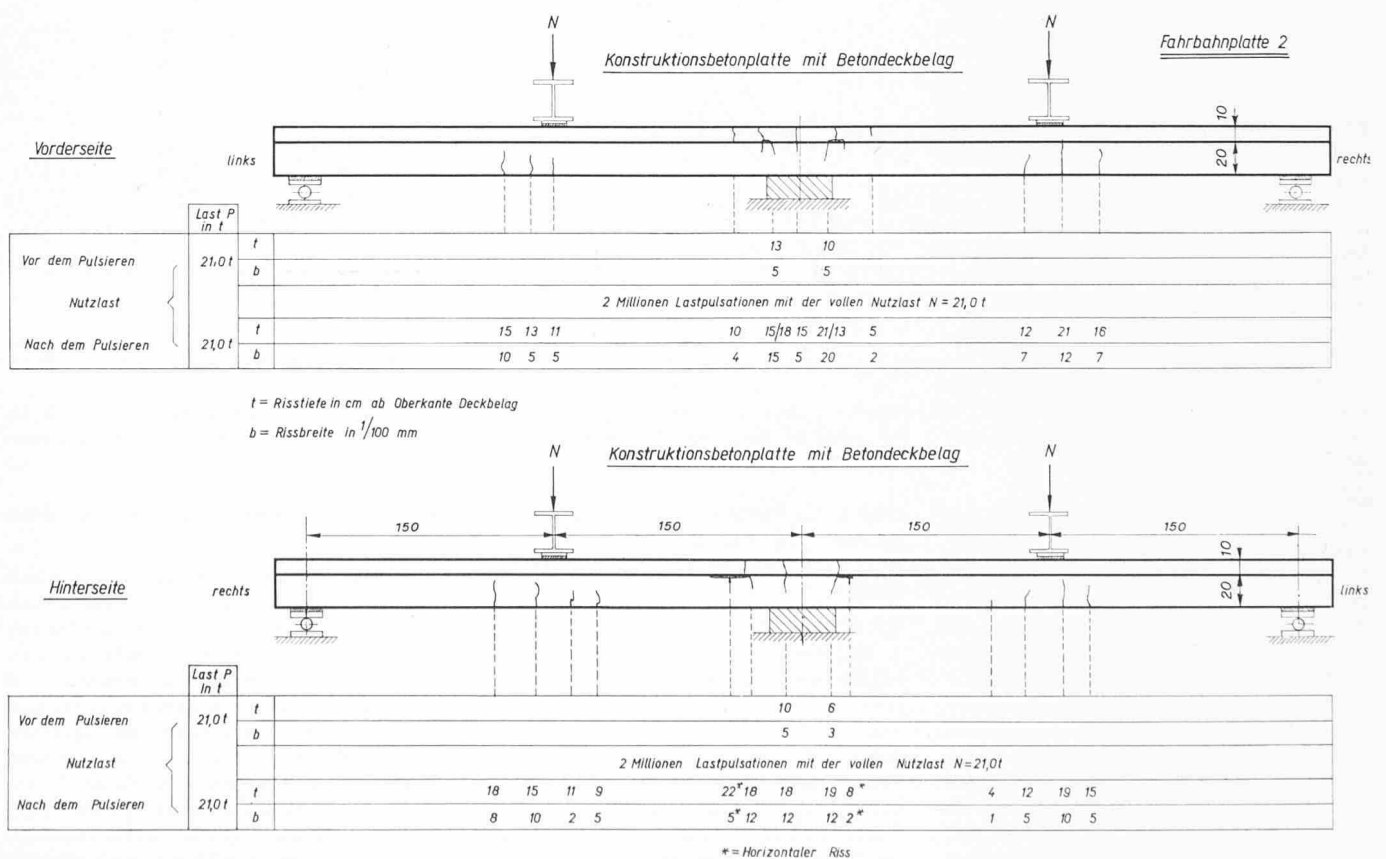 N N
Fahrbahnplatte 2
Konstruktionsbetonplatte mit Betondeckbelag
10
Vorderseite
links
20
rechts
Last P
in t
t 13 10
Vor dem Pulsieren 21,0 t
b 5 5
Nutzlast
2 Millionen Lastpulsationen mit der vollen Nutzlast N = 21,0 t
t 15 13 11 10 15/18 15 21/13 5 12 21 16
Nach dem Pulsieren 21,0 t
b 10 5 5 4 15 5 20 2 7 12 7
t = Risstiefe in cm ab Oberkante Deckbelag
b = Rissbreite in 1/100 mm
Konstruktionsbetonplatte mit Betondeckbelag
N N
150 150 150 150
10
Hinterseite
rechts
20
links
Last P
In t
t 10 6
Vor dem Pulsieren 21,0 t
b 5 3
Nutzlast
2 Millionen Lastpulsationen mit der vollen Nutzlast N=21,0t
t 18 15 11 9 22* 18 18 19 8* 4 12 19 15
Nach dem Pulsieren 21,0 t
b 8 10 2 5 5* 12 12 12 2* 1 5 10 5
* = Horizontaler Riss